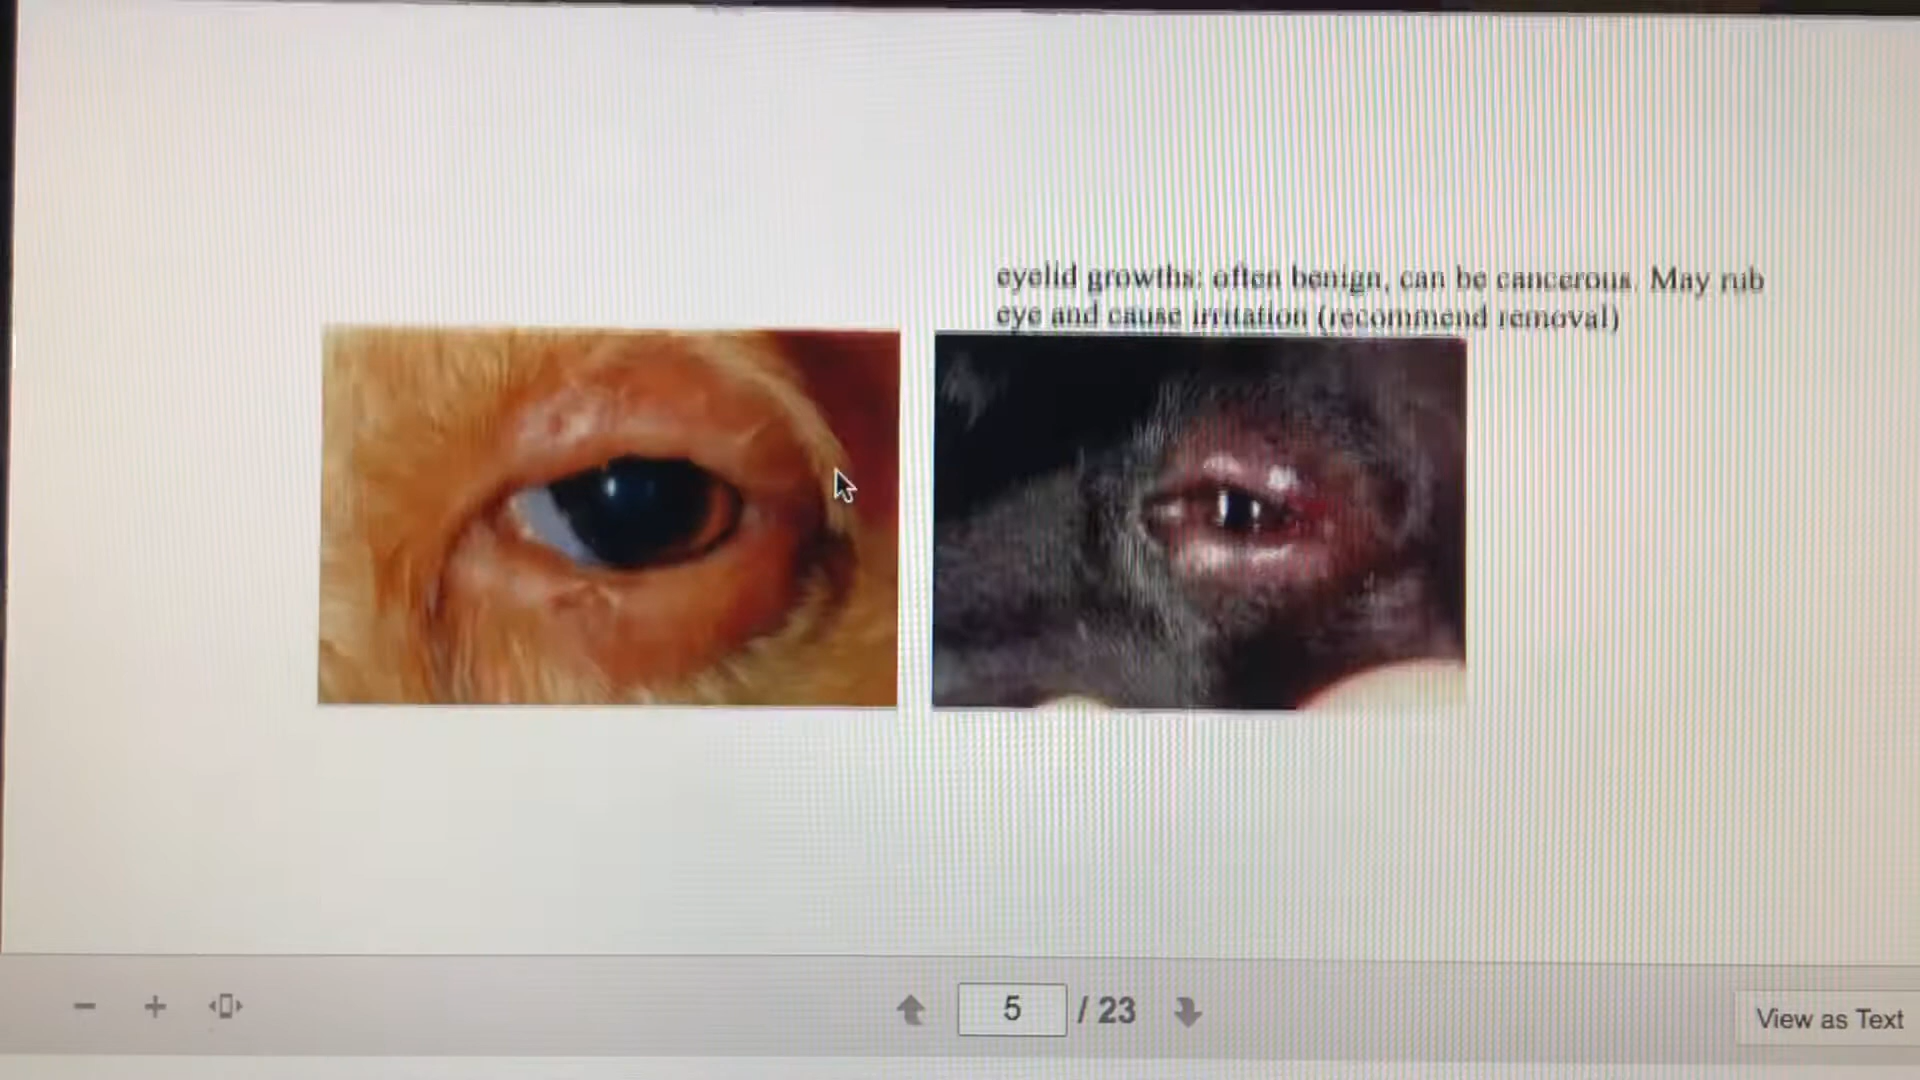 eyelid growths: often benign, can be cancerous. May rub
eye and cause irritation (recommend removal)
5 / 23
View as Text